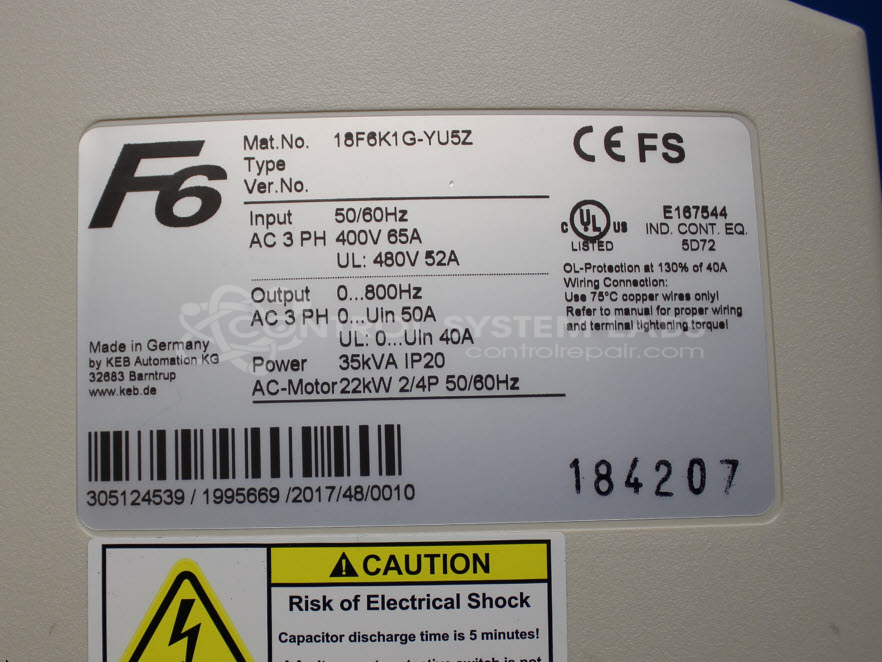 F6
Mat.No. 18F6K1G-YU5Z
Type
Ver.No.
Input 50/60Hz
AC 3 PH 400V 65A
UL: 480V 52A
Output 0...800Hz
AC 3 PH 0...Uin 50A
UL: 0...Uin 40A
Power 35kVA IP20
AC-Motor 22kW 2/4P 50/60Hz
Made in Germany
by KEB Automation KG
32683 Barntrup
www.keb.de
CE FS
C UL US
LISTED
E167544
IND. CONT. EQ.
5D72
OL-Protection at 130% of 40A
Wiring Connection:
Use 75°C copper wires only!
Refer to manual for proper wiring
and terminal tightening torque!
CONTROL SYSTEM LABS
controlrepair.com
305124539 / 1995669 /2017/48/0010
184207
CAUTION
Risk of Electrical Shock
Capacitor discharge time is 5 minutes!